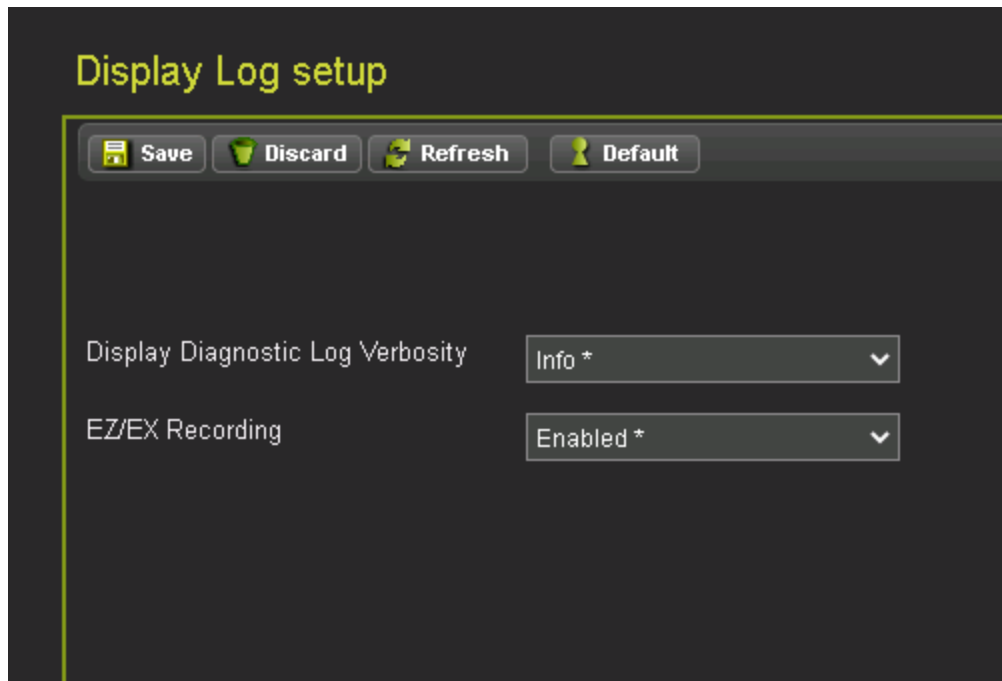 Display Log setup
Save Discard Refresh Default
Display Diagnostic Log Verbosity Info *
EZ/EX Recording Enabled *